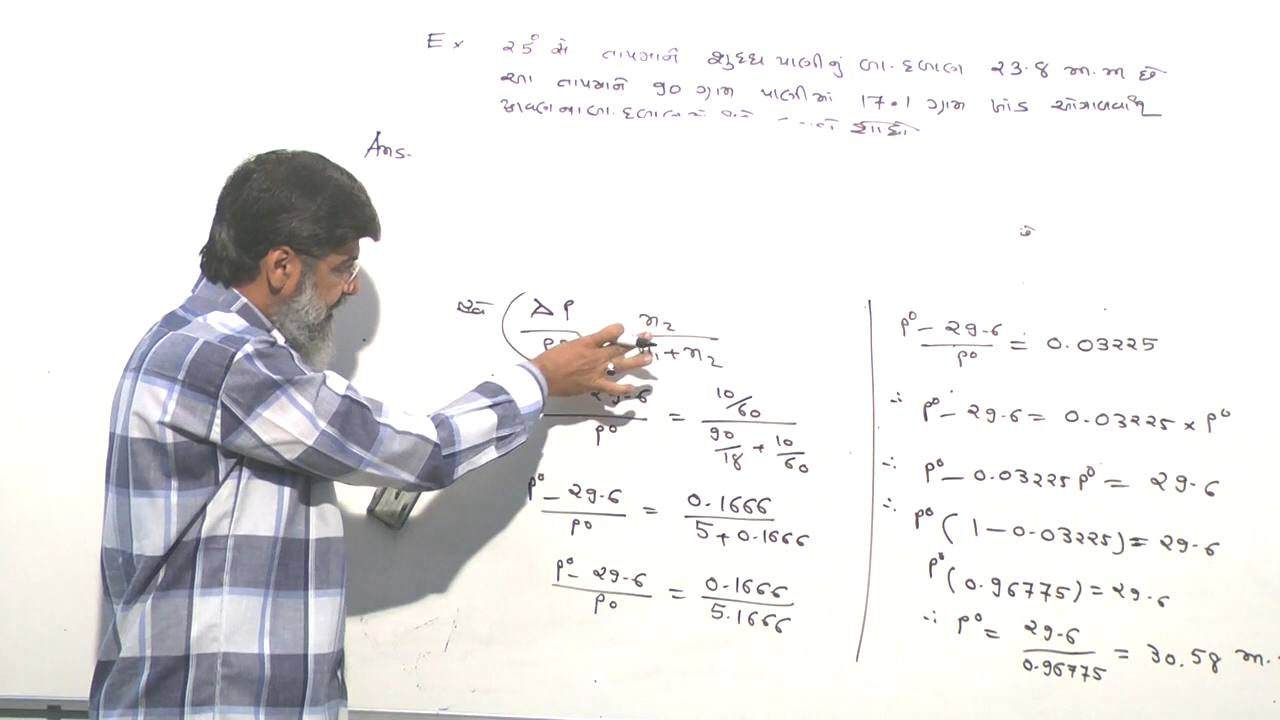 Ex ૨૫° સે તાપમાને શુદ્ધ પાણીનું બા.દબાણ ૨૩.૪ મ.મ છે
આ તાપમાને ૯૦ ગ્રામ પાણીમાં 17.1 ગ્રામ ખાંડ ઓગાળવાથી
શોધો
Ans.
છે
ΔP / P° n₂ / n₁ + n₂
૨૯.૬ / P° = 10/60 / 90/18 + 10/60
P° – ૨૯.૬ / P° = 0.1666 / 5 + 0.1666
P° – ૨૯.૬ / P° = 0.1666 / 5.1666
P° – ૨૯.૬ / P° = 0.03225
∴ P° – ૨૯.૬ = 0.03225 × P°
∴ P° – 0.03225 P° = ૨૯.૬
∴ P° (1 – 0.03225) = ૨૯.૬
P° (0.96775) = ૨૯.૬
∴ P° = ૨૯.૬ / 0.96775 = 30.58 m.